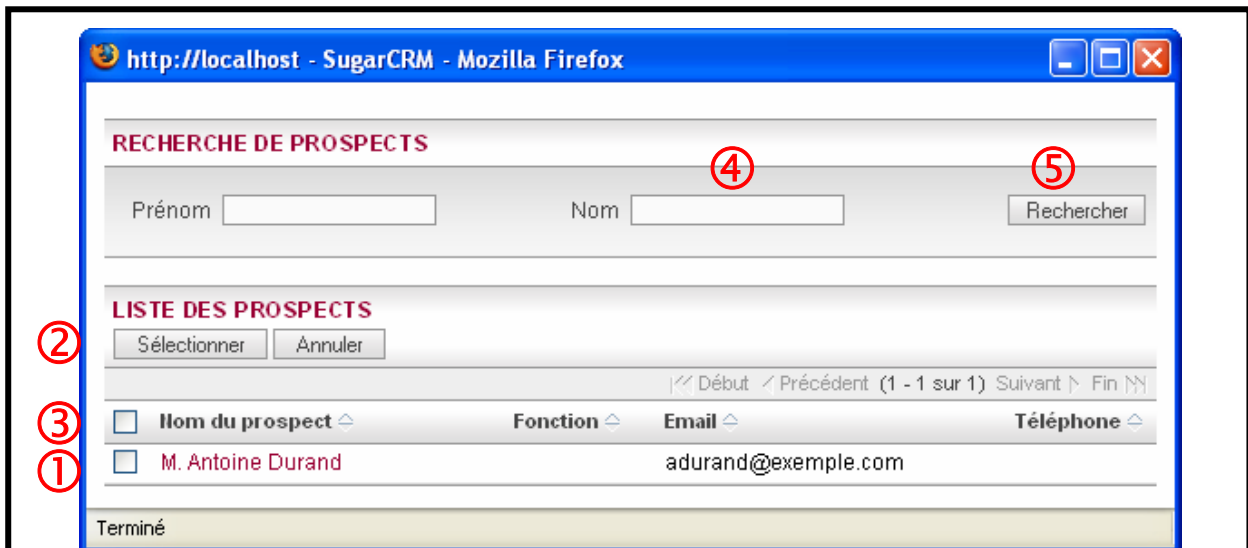 http://localhost - SugarCRM - Mozilla Firefox
RECHERCHE DE PROSPECTS
④ ⑤
Prénom Nom Rechercher
LISTE DES PROSPECTS
② Sélectionner Annuler
Début Précédent (1 - 1 sur 1) Suivant Fin
③ Nom du prospect Fonction Email Téléphone
① M. Antoine Durand adurand@exemple.com
Terminé